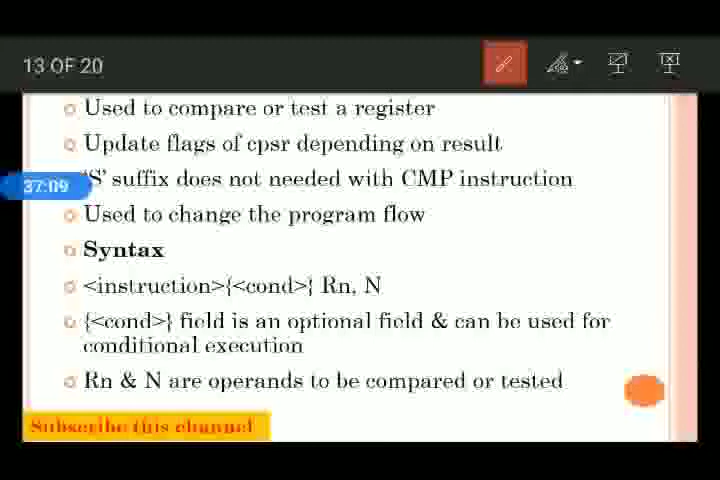 13 OF 20
Used to compare or test a register
Update flags of cpsr depending on result
37:09
'S' suffix does not needed with CMP instruction
Used to change the program flow
Syntax
<instruction>{<cond>} Rn, N
{<cond>} field is an optional field & can be used for
conditional execution
Rn & N are operands to be compared or tested
Subscribe this channel